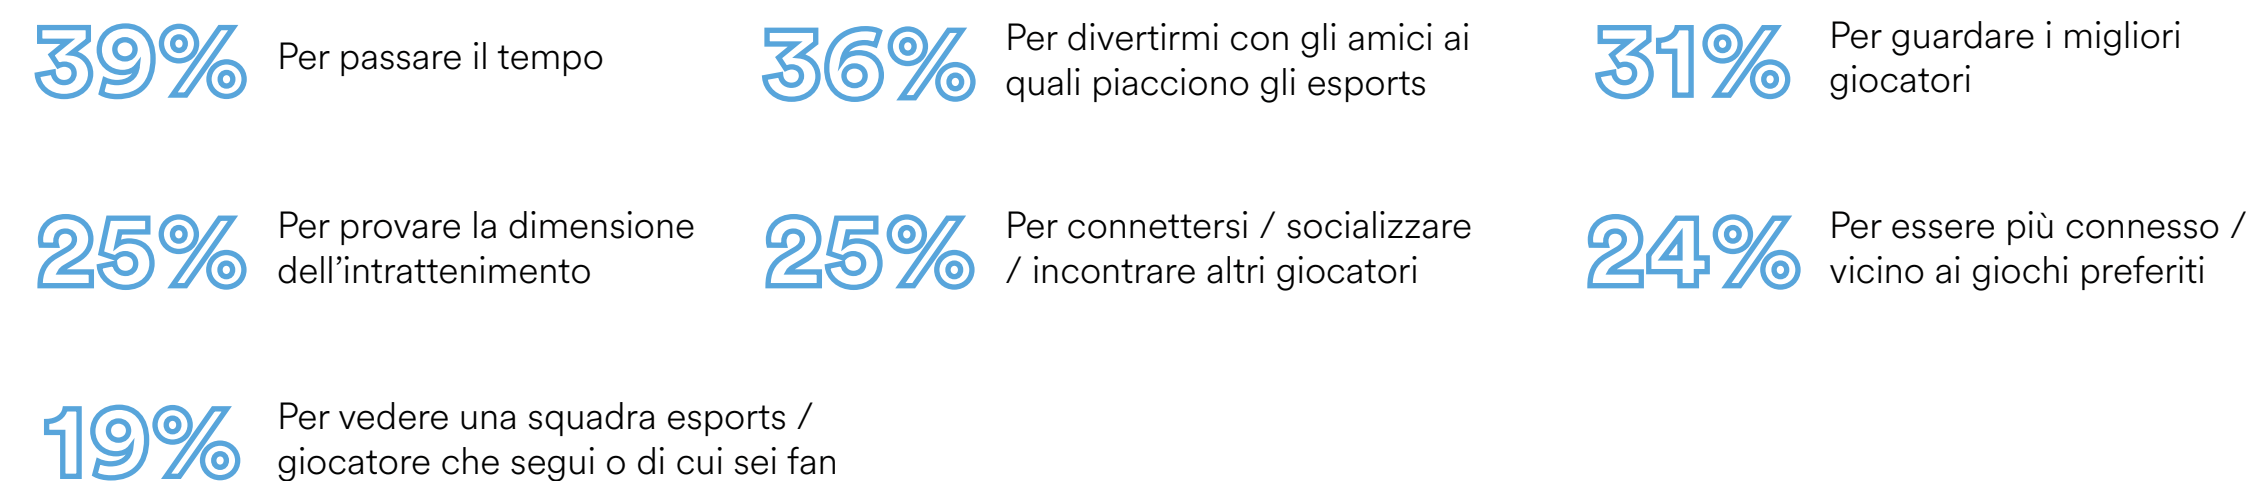 39%
Per passare il tempo
36%
Per divertirmi con gli amici ai
quali piacciono gli esports
31%
Per guardare i migliori
giocatori
25%
Per provare la dimensione
dell’intrattenimento
25%
Per connettersi / socializzare
/ incontrare altri giocatori
24%
Per essere più connesso /
vicino ai giochi preferiti
19%
Per vedere una squadra esports /
giocatore che segui o di cui sei fan